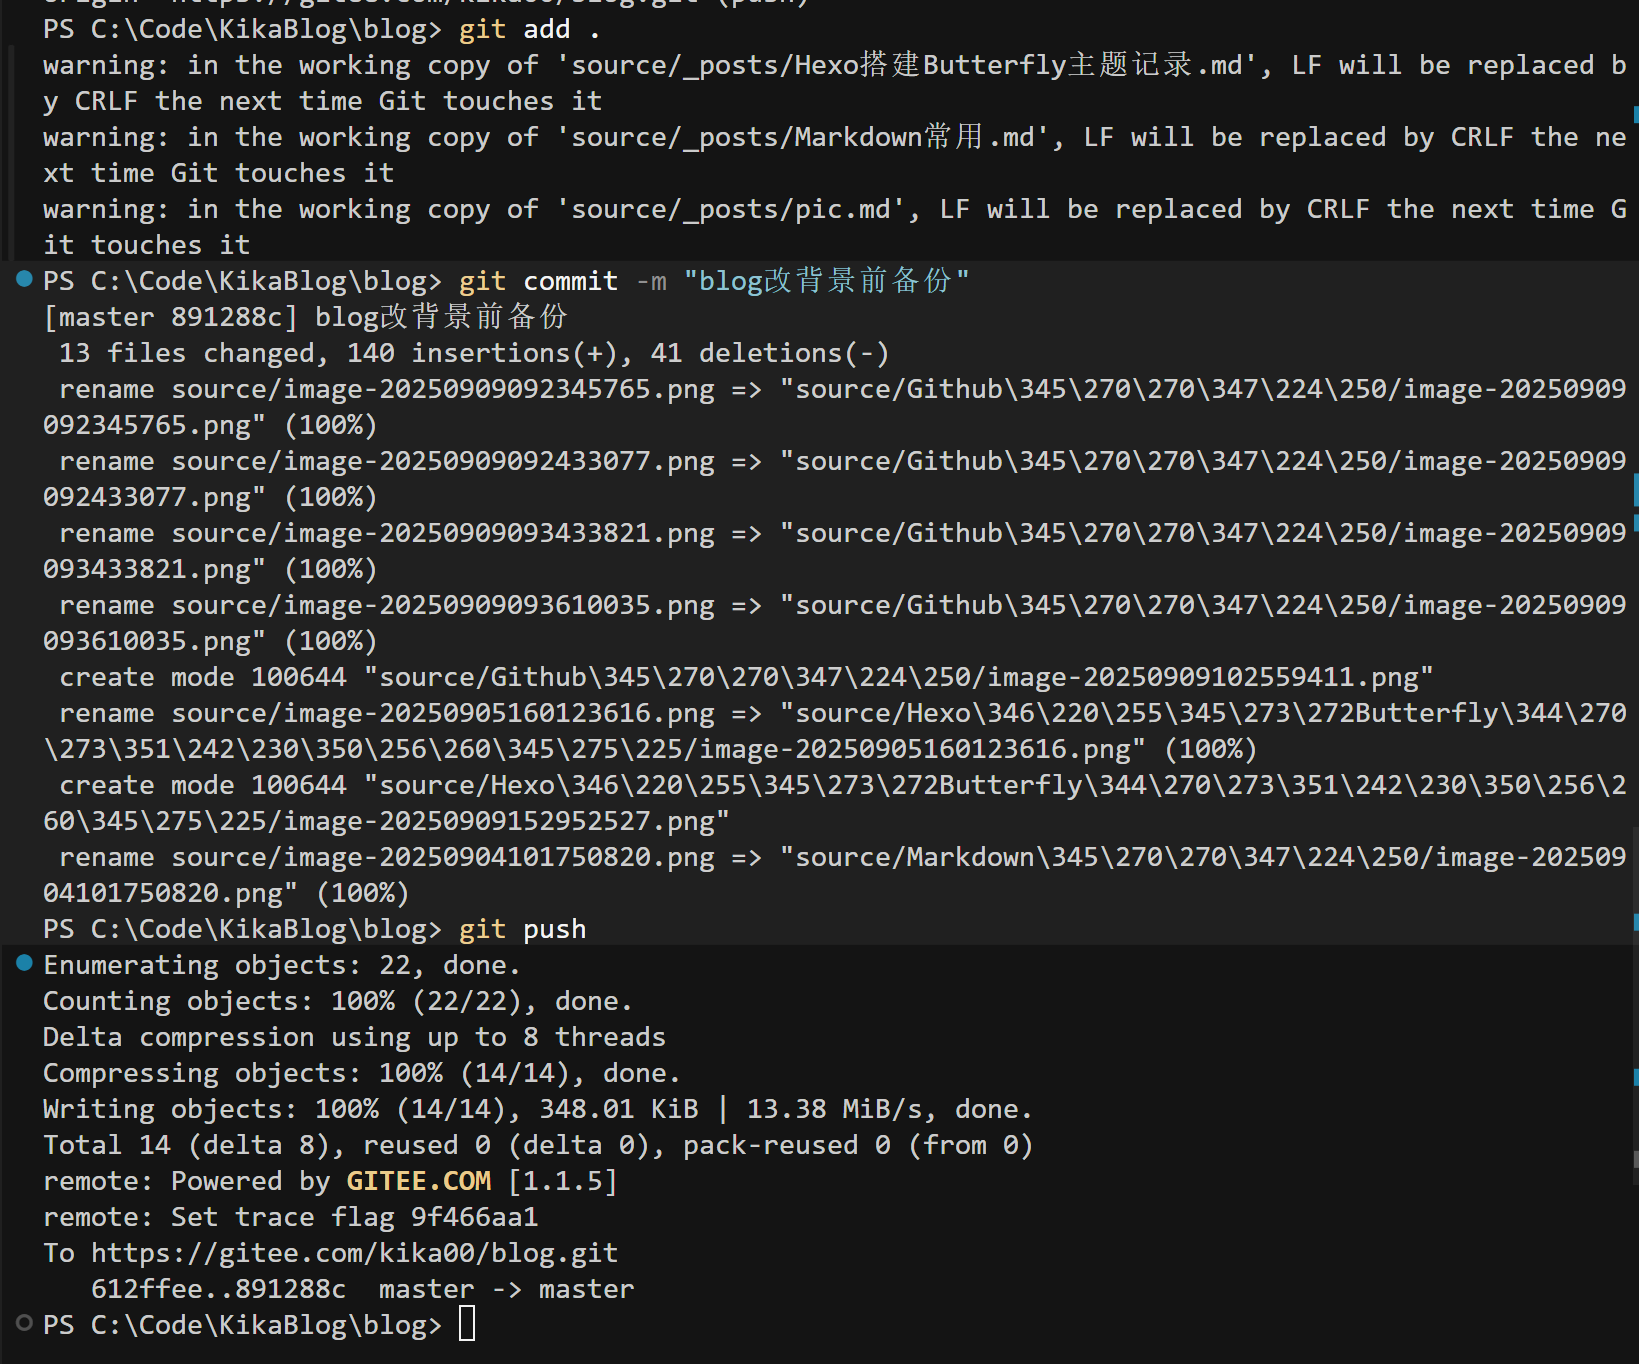 PS C:\Code\KikaBlog\blog> git add .
warning: in the working copy of 'source/_posts/Hexo搭建Butterfly主题记录.md', LF will be replaced b
y CRLF the next time Git touches it
warning: in the working copy of 'source/_posts/Markdown常用.md', LF will be replaced by CRLF the ne
xt time Git touches it
warning: in the working copy of 'source/_posts/pic.md', LF will be replaced by CRLF the next time G
it touches it
PS C:\Code\KikaBlog\blog> git commit -m "blog改背景前备份"
[master 891288c] blog改背景前备份
 13 files changed, 140 insertions(+), 41 deletions(-)
 rename source/image-20250909092345765.png => "source/Github\345\270\270\347\224\250/image-20250909
092345765.png" (100%)
 rename source/image-20250909092433077.png => "source/Github\345\270\270\347\224\250/image-20250909
092433077.png" (100%)
 rename source/image-20250909093433821.png => "source/Github\345\270\270\347\224\250/image-20250909
093433821.png" (100%)
 rename source/image-20250909093610035.png => "source/Github\345\270\270\347\224\250/image-20250909
093610035.png" (100%)
 create mode 100644 "source/Github\345\270\270\347\224\250/image-20250909102559411.png"
 rename source/image-20250905160123616.png => "source/Hexo\346\220\255\345\273\272Butterfly\344\270
\273\351\242\230\350\256\260\345\275\225/image-20250905160123616.png" (100%)
 create mode 100644 "source/Hexo\346\220\255\345\273\272Butterfly\344\270\273\351\242\230\350\256\2
60\345\275\225/image-20250909152952527.png"
 rename source/image-20250904101750820.png => "source/Markdown\345\270\270\347\224\250/image-202509
04101750820.png" (100%)
PS C:\Code\KikaBlog\blog> git push
Enumerating objects: 22, done.
Counting objects: 100% (22/22), done.
Delta compression using up to 8 threads
Compressing objects: 100% (14/14), done.
Writing objects: 100% (14/14), 348.01 KiB | 13.38 MiB/s, done.
Total 14 (delta 8), reused 0 (delta 0), pack-reused 0 (from 0)
remote: Powered by GITEE.COM [1.1.5]
remote: Set trace flag 9f466aa1
To https://gitee.com/kika00/blog.git
   612ffee..891288c  master -> master
PS C:\Code\KikaBlog\blog>